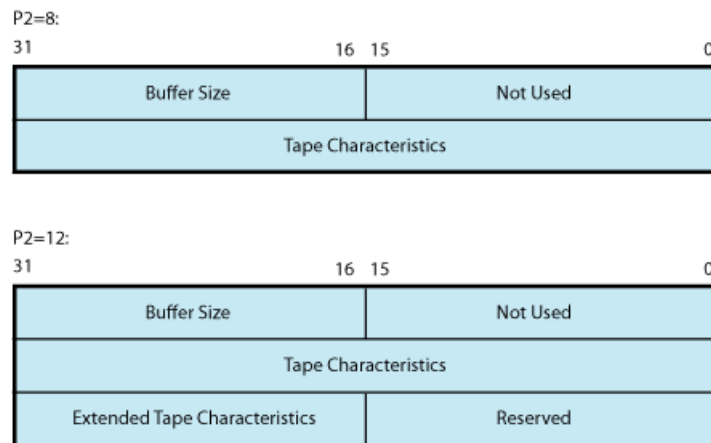 P2=8:
31 16 15 0
Buffer Size Not Used
Tape Characteristics
P2=12:
31 16 15 0
Buffer Size Not Used
Tape Characteristics
Extended Tape Characteristics Reserved